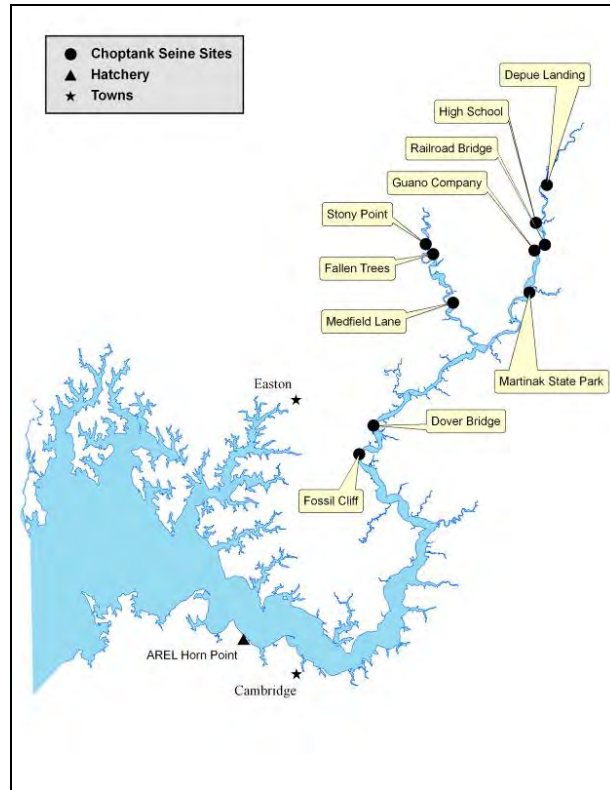 Choptank Seine Sites
Hatchery
Towns
Depue Landing
High School
Railroad Bridge
Guano Company
Stony Point
Fallen Trees
Medfield Lane
Martinak State Park
Easton
Dover Bridge
Fossil Cliff
AREL Horn Point
Cambridge